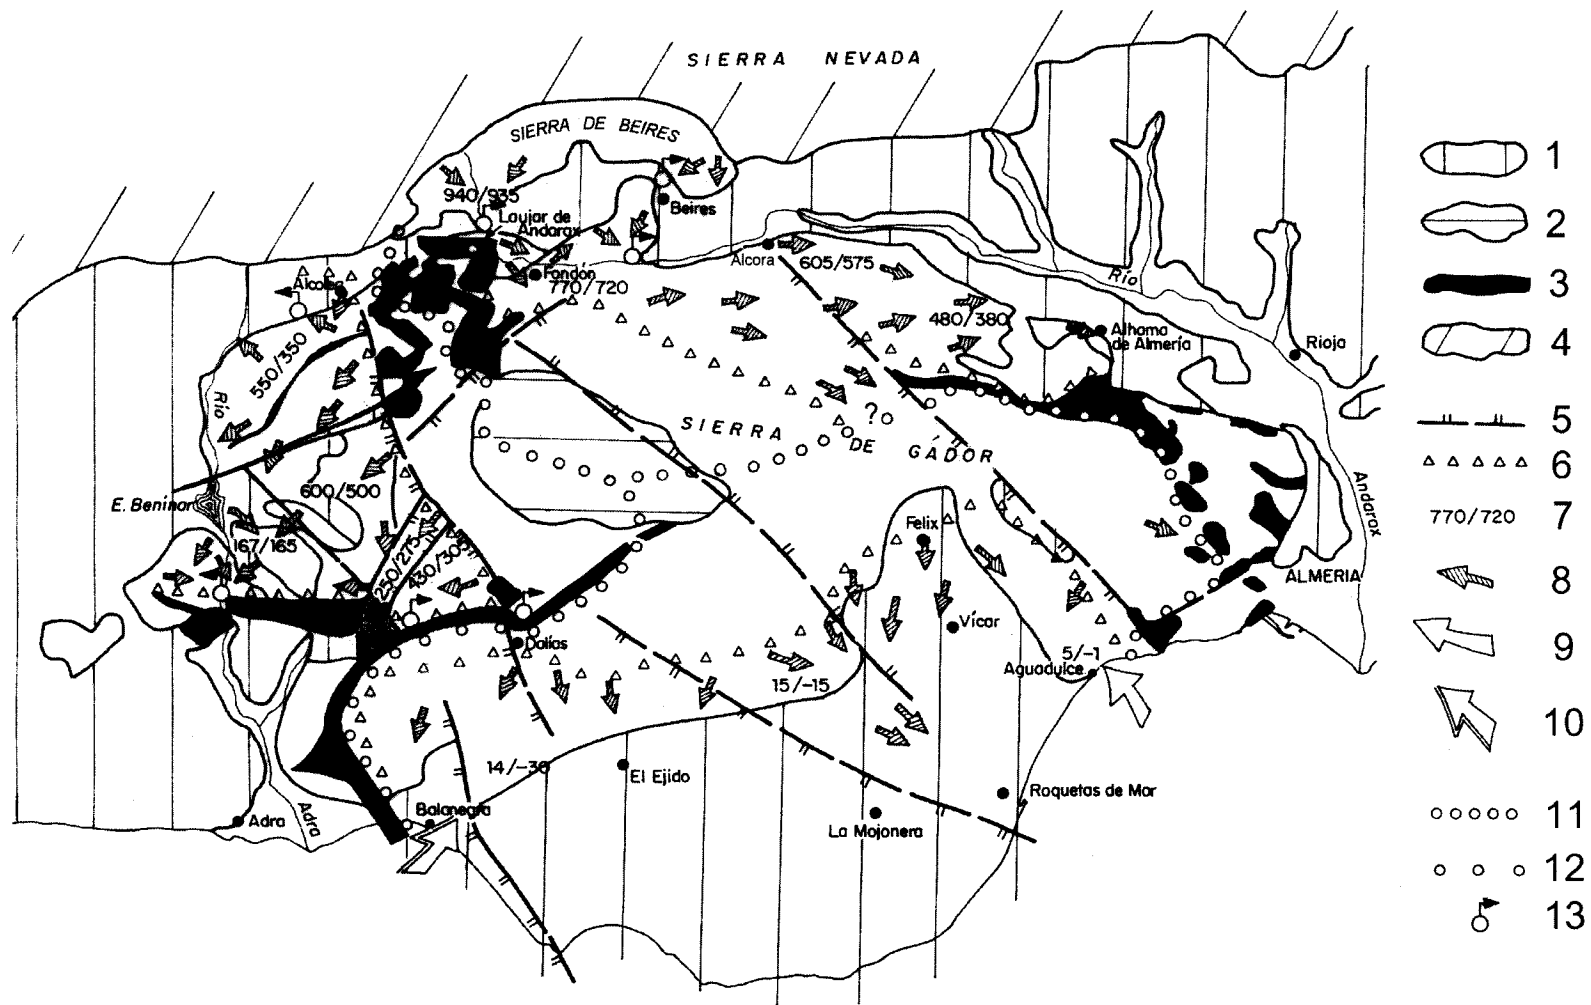 SIERRA NEVADA
SIERRA DE BEIRES
940/935
Laujar de
Andarax
Beires
Alcora
605/575
Río
Alcolea
Fondón
770/720
480/380
Alhama
de Almería
Rioja
550/350
Río
SIERRA
DE GÁDOR
?
E. Beninar
600/500
167/165
250/275
430/305
Felix
Andarax
ALMERIA
Vícar
Dalías
5/-1
Aguadulce
15/-15
14/-30
El Ejido
Roquetas de Mar
Balanegra
La Mojonera
Adra
Adra
1
2
3
4
5
6
770/720 7
8
9
10
11
12
13